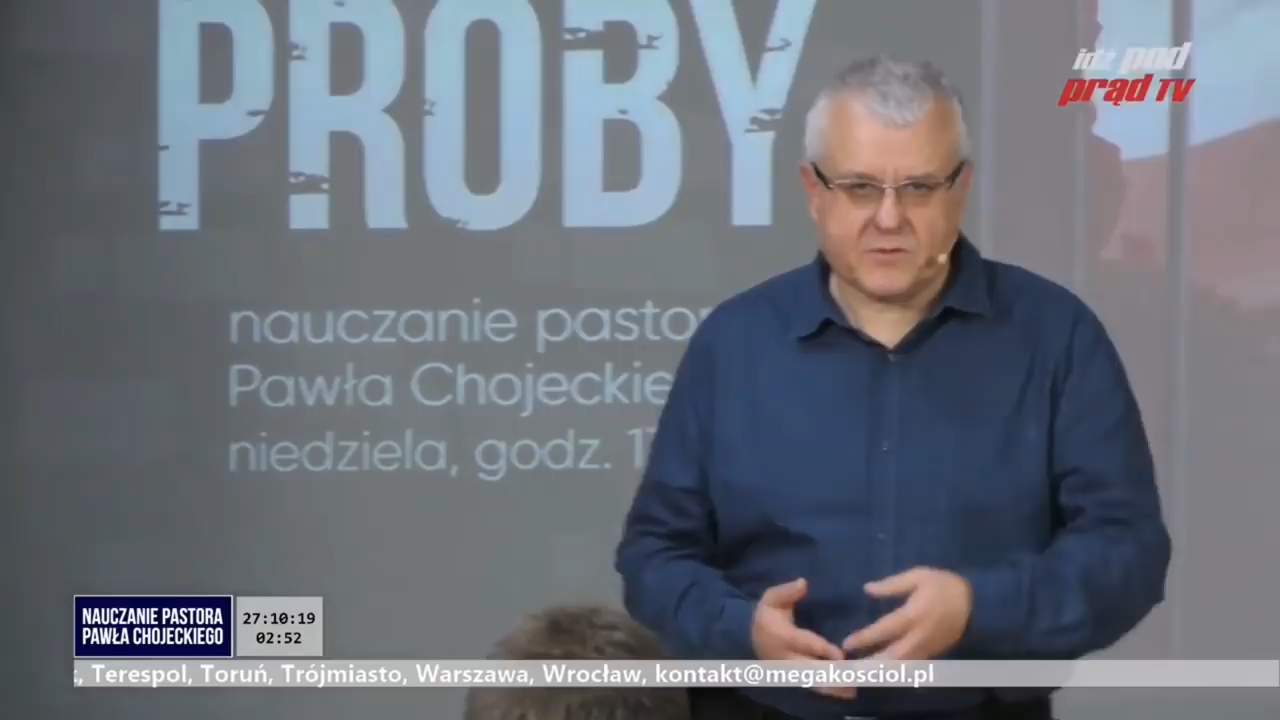 PRÓBY
idź pod
prąd TV
nauczanie pastor
Pawła Chojeckie
niedziela, godz. 1
NAUCZANIE PASTORA
PAWŁA CHOJECKIEGO
27:10:19
02:52
, Terespol, Toruń, Trójmiasto, Warszawa, Wrocław, kontakt@megakosciol.pl